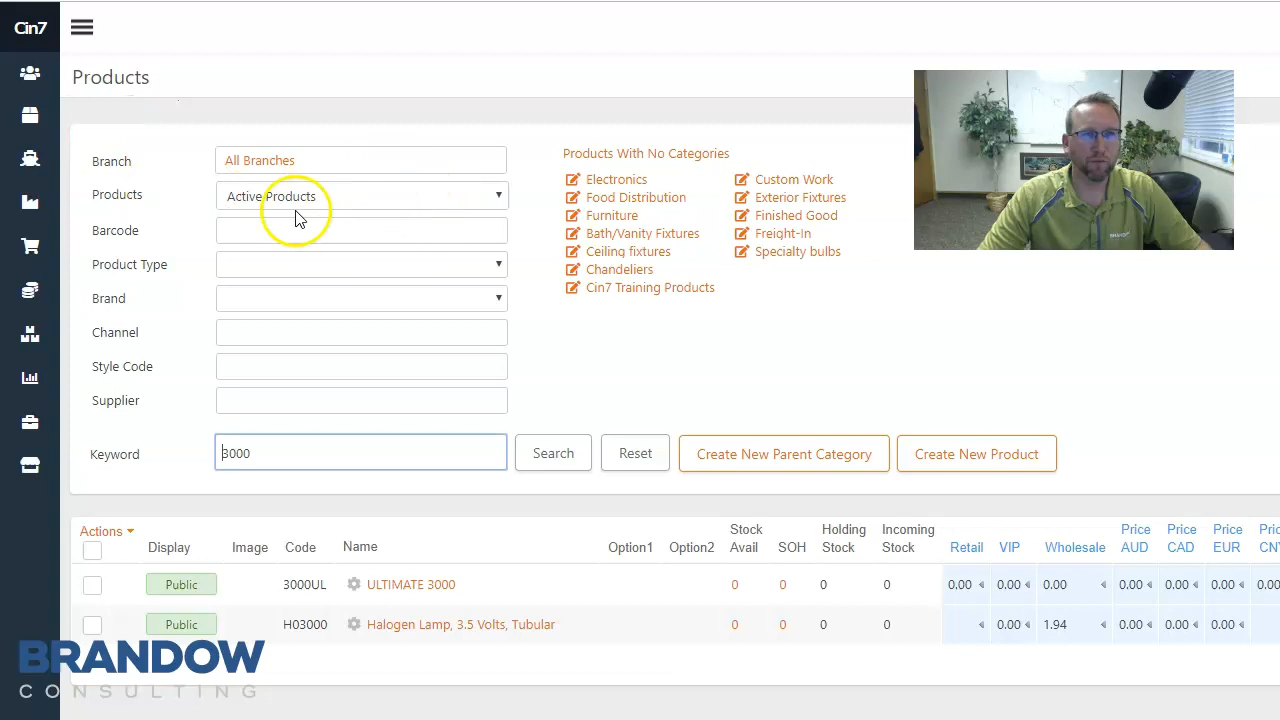 Cin7
Products
Branch All Branches
Products Active Products
Barcode
Product Type
Brand
Channel
Style Code
Supplier
Keyword 3000 Search Reset Create New Parent Category Create New Product
Products With No Categories
Electronics Custom Work
Food Distribution Exterior Fixtures
Furniture Finished Good
Bath/Vanity Fixtures Freight-In
Ceiling fixtures Specialty bulbs
Chandeliers
Cin7 Training Products
Actions
Display Image Code Name Option1 Option2 Stock Avail SOH Holding Stock Incoming Stock Retail VIP Wholesale Price AUD Price CAD Price EUR
Public 3000UL ULTIMATE 3000 0 0 0 0 0.00 0.00 0.00 0.00 0.00 0.00 0.00
Public H03000 Halogen Lamp, 3.5 Volts, Tubular 0 0 0 0 0.00 1.94 0.00 0.00 0.00
BRANDOW
CONSULTING